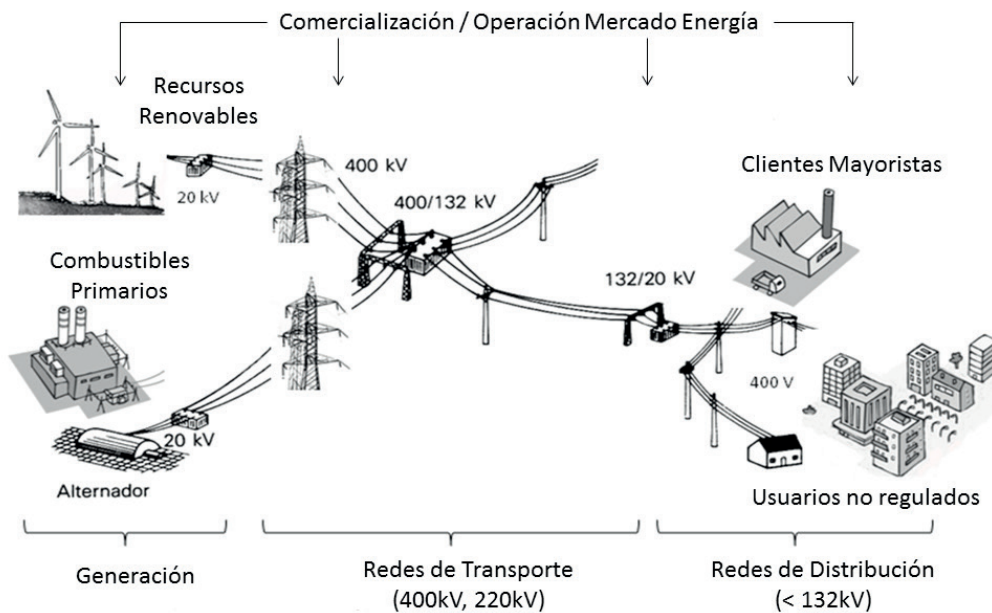 Comercialización / Operación Mercado Energía
Recursos
Renovables
20 kV
400 kV
400/132 kV
Clientes Mayoristas
Combustibles
Primarios
132/20 kV
400 V
20 kV
Alternador
Usuarios no regulados
Generación
Redes de Transporte
(400kV, 220kV)
Redes de Distribución
(< 132kV)